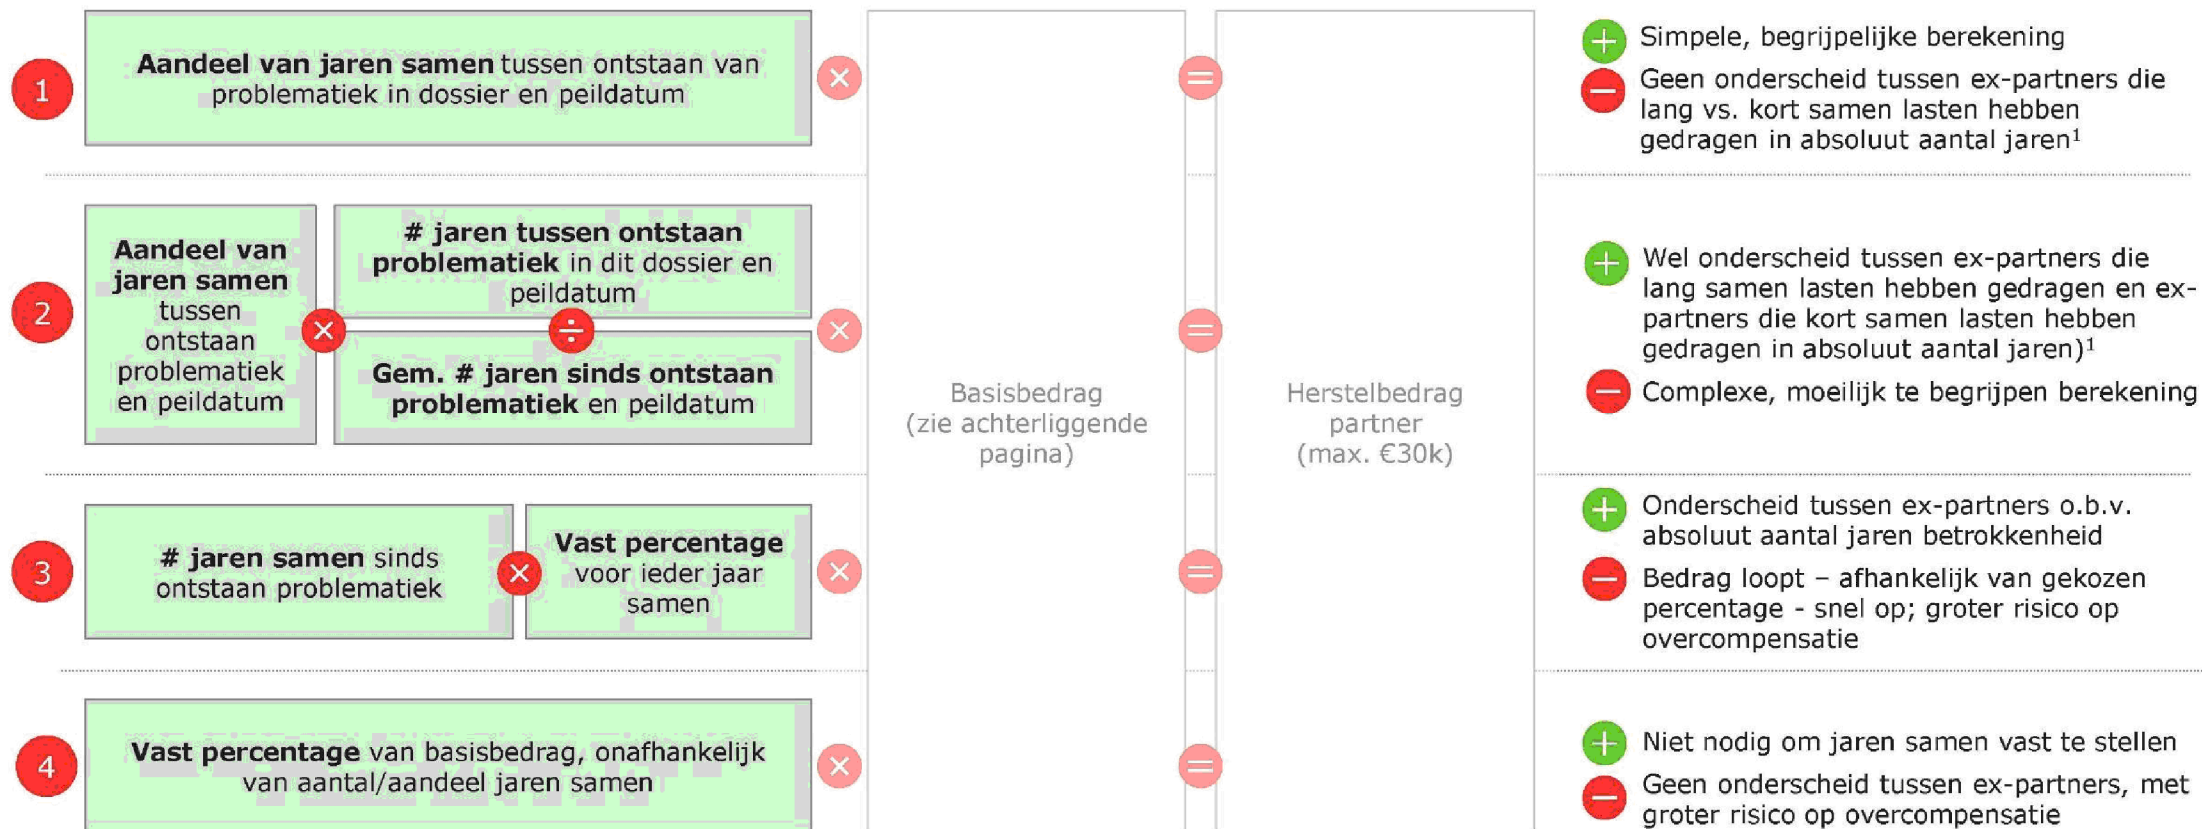 1
Aandeel van jaren samen tussen ontstaan van
problematiek in dossier en peildatum
×
=
+ Simpele, begrijpelijke berekening
− Geen onderscheid tussen ex-partners die
lang vs. kort samen lasten hebben
gedragen in absoluut aantal jaren¹
2
Aandeel van
jaren samen
tussen
ontstaan
problematiek
en peildatum
×
# jaren tussen ontstaan
problematiek in dit dossier en
peildatum
÷
Gem. # jaren sinds ontstaan
problematiek en peildatum
×
Basisbedrag
(zie achterliggende
pagina)
=
Herstelbedrag
partner
(max. €30k)
+ Wel onderscheid tussen ex-partners die
lang samen lasten hebben gedragen en ex-
partners die kort samen lasten hebben
gedragen in absoluut aantal jaren)¹
− Complexe, moeilijk te begrijpen berekening
3
# jaren samen sinds
ontstaan problematiek
×
Vast percentage
voor ieder jaar
samen
×
=
+ Onderscheid tussen ex-partners o.b.v.
absoluut aantal jaren betrokkenheid
− Bedrag loopt – afhankelijk van gekozen
percentage - snel op; groter risico op
overcompensatie
4
Vast percentage van basisbedrag, onafhankelijk
van aantal/aandeel jaren samen
×
=
+ Niet nodig om jaren samen vast te stellen
− Geen onderscheid tussen ex-partners, met
groter risico op overcompensatie